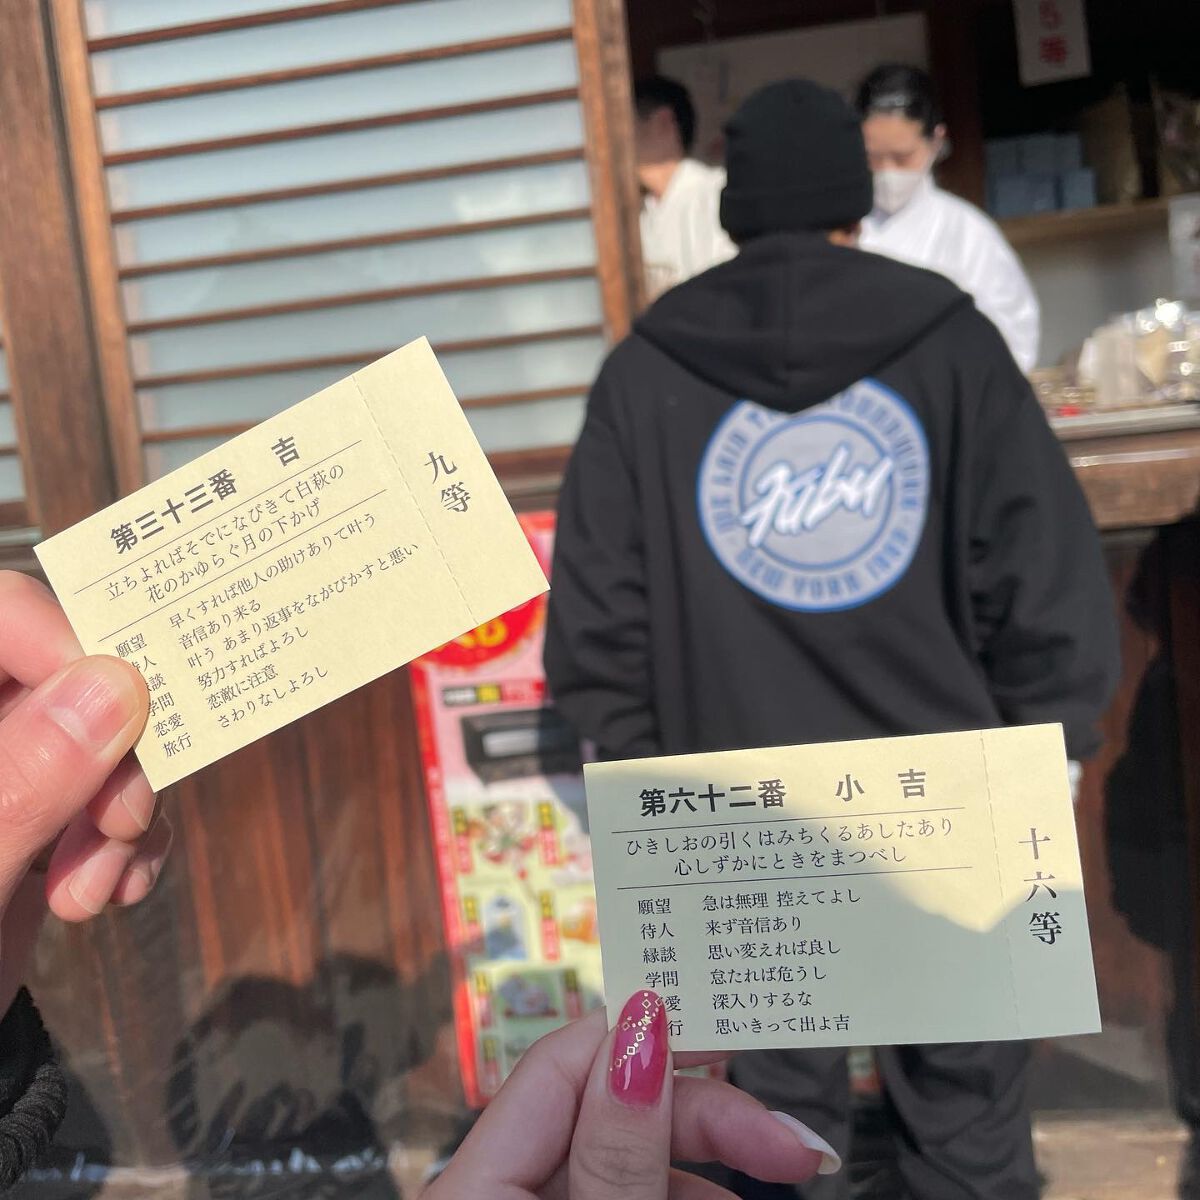 第三十三番 吉
立ちよればそでになびきて白萩の
花のかゆらぐ月の下かげ
願望 早くすれば他人の助けありて叶う
待人 音信あり来る
縁談 叶う あまり返事をながびかすと悪い
学問 努力すればよろし
恋愛 恋敵に注意
旅行 さわりなしよろし
九等
第六十二番 小吉
ひきしおの引くはみちくるあしたあり
心しずかにときをまつべし
願望 急は無理 控えてよし
待人 来ず音信あり
縁談 思い変えれば良し
学問 怠たれば危うし
愛 深入りするな
行 思いきって出よ吉
十六等
5等
NEW YORK